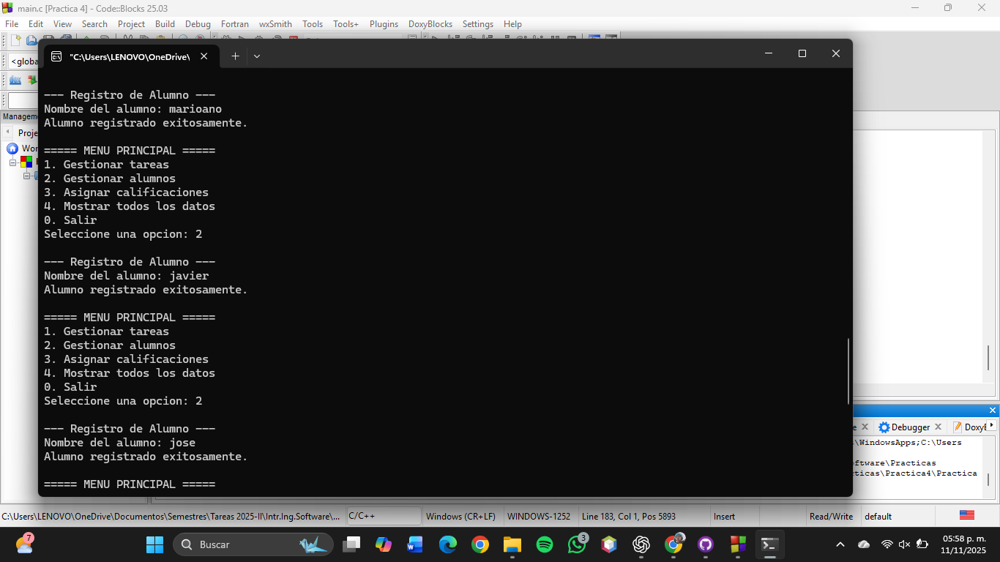 main.c [Practica 4] - Code::Blocks 25.03
File Edit View Search Project Build Debug Fortran wxSmith Tools Tools+ Plugins DoxyBlocks Settings Help
"C:\Users\LENOVO\OneDrive\
<globa
--- Registro de Alumno ---
Nombre del alumno: marioano
Alumno registrado exitosamente.
===== MENU PRINCIPAL =====
1. Gestionar tareas
2. Gestionar alumnos
3. Asignar calificaciones
4. Mostrar todos los datos
0. Salir
Seleccione una opcion: 2
--- Registro de Alumno ---
Nombre del alumno: javier
Alumno registrado exitosamente.
===== MENU PRINCIPAL =====
1. Gestionar tareas
2. Gestionar alumnos
3. Asignar calificaciones
4. Mostrar todos los datos
0. Salir
Seleccione una opcion: 2
--- Registro de Alumno ---
Nombre del alumno: jose
Alumno registrado exitosamente.
===== MENU PRINCIPAL =====
Managem
Proje
Wor
e Debugger DoxyB
\WindowsApps;C:\Users
ftware\Practicas
cticas\Practica4\Practica
C:\Users\LENOVO\OneDrive\Documentos\Semestres\Tareas 2025-II\Intr.Ing.Software\... C/C++ Windows (CR+LF) WINDOWS-1252 Line 183, Col 1, Pos 5893 Insert Read/Write default
7 Buscar 3 05:58 p. m.
11/11/2025